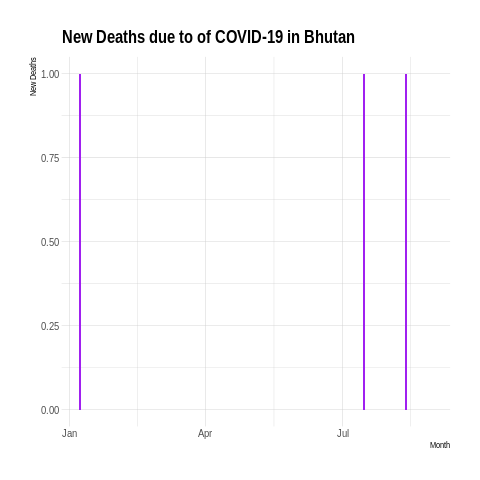 New Deaths due to of COVID-19 in Bhutan
New Deaths
1.00
0.75
0.50
0.25
0.00
Jan
Apr
Jul
Month